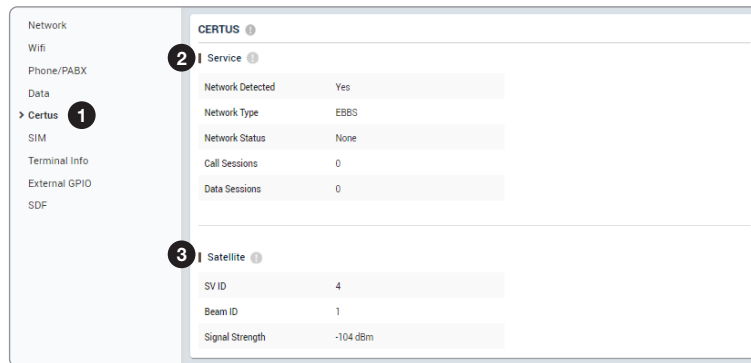 Network
Wifi
Phone/PABX
Data
> Certus 1
SIM
Terminal Info
External GPIO
SDF
CERTUS !
2 Service !
Network Detected Yes
Network Type EBBS
Network Status None
Call Sessions 0
Data Sessions 0
3 Satellite !
SV ID 4
Beam ID 1
Signal Strength -104 dBm